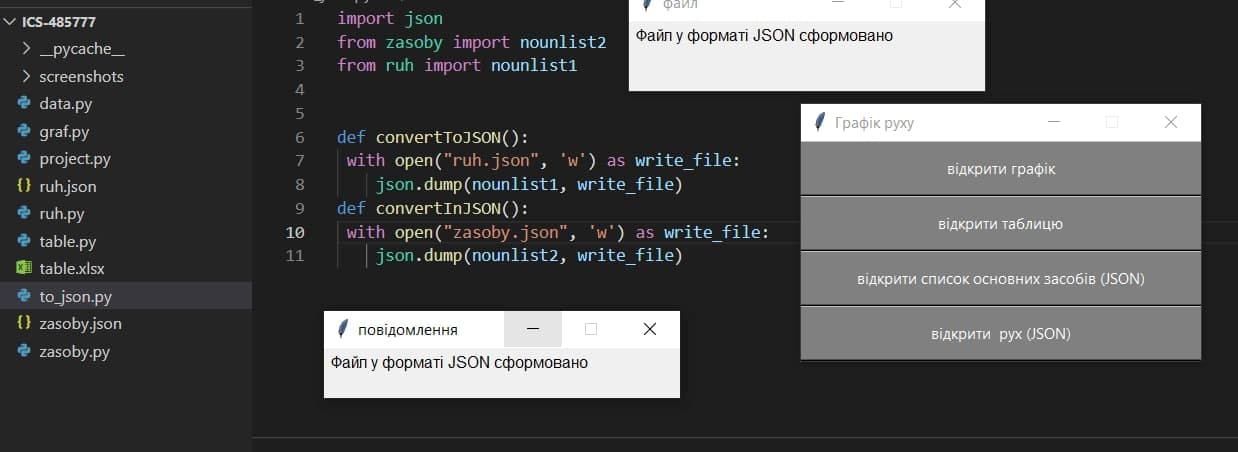 ICS-485777
__pycache__
screenshots
data.py
graf.py
project.py
ruh.json
ruh.py
table.py
table.xlsx
to_json.py
zasoby.json
zasoby.py
1 import json
2 from zasoby import nounlist2
3 from ruh import nounlist1
4
5
6 def convertToJSON():
7 with open("ruh.json", 'w') as write_file:
8 json.dump(nounlist1, write_file)
9 def convertInJSON():
10 with open("zasoby.json", 'w') as write_file:
11 json.dump(nounlist2, write_file)
файл
Файл у форматі JSON сформовано
Графік руху
відкрити графік
відкрити таблицю
відкрити список основних засобів (JSON)
відкрити  рух (JSON)
повідомлення
Файл у форматі JSON сформовано